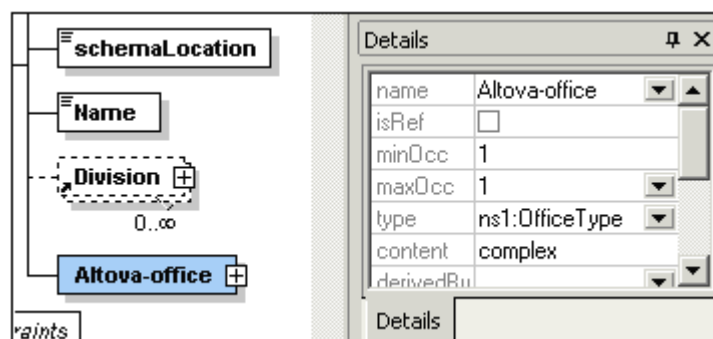 schemaLocation
Name
Division
0..∞
Altova-office
raints
Details
name Altova-office
isRef
minOcc 1
maxOcc 1
type ns1:OfficeType
content complex
derivedBy
Details